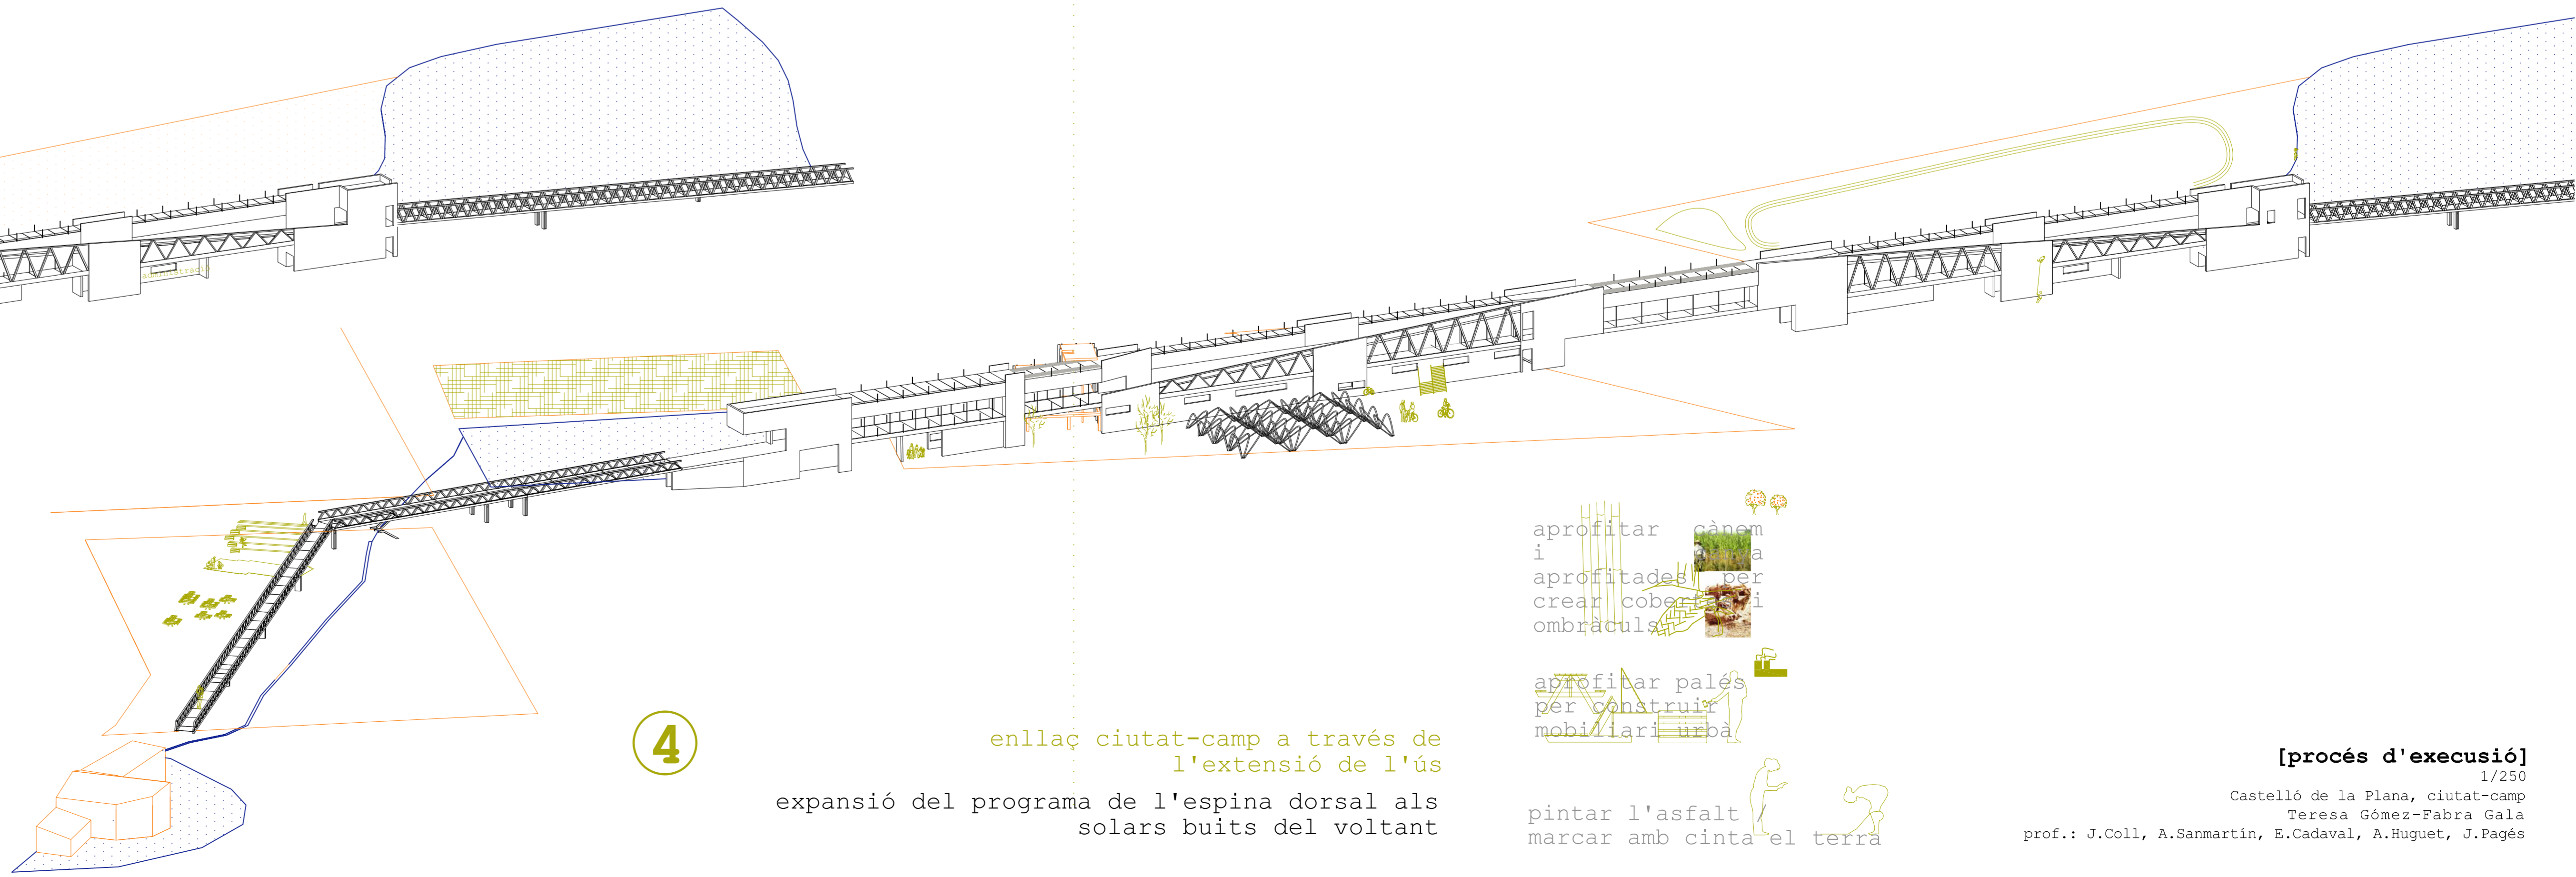 administració
4
enllaç ciutat-camp a través de
l'extensió de l'ús
expansió del programa de l'espina dorsal als
solars buits del voltant
aprofitar cànem
i
aprofitades per
crear i
ombràculs
aprofitar palés
per construir
mobiliari urbà
pintar l'asfalt
marcar amb cinta el terra
[procés d'execusió]
1/250
Castelló de la Plana, ciutat-camp
Teresa Gómez-Fabra Gala
prof.: J.Coll, A.Sanmartín, E.Cadaval, A.Huguet, J.Pagés